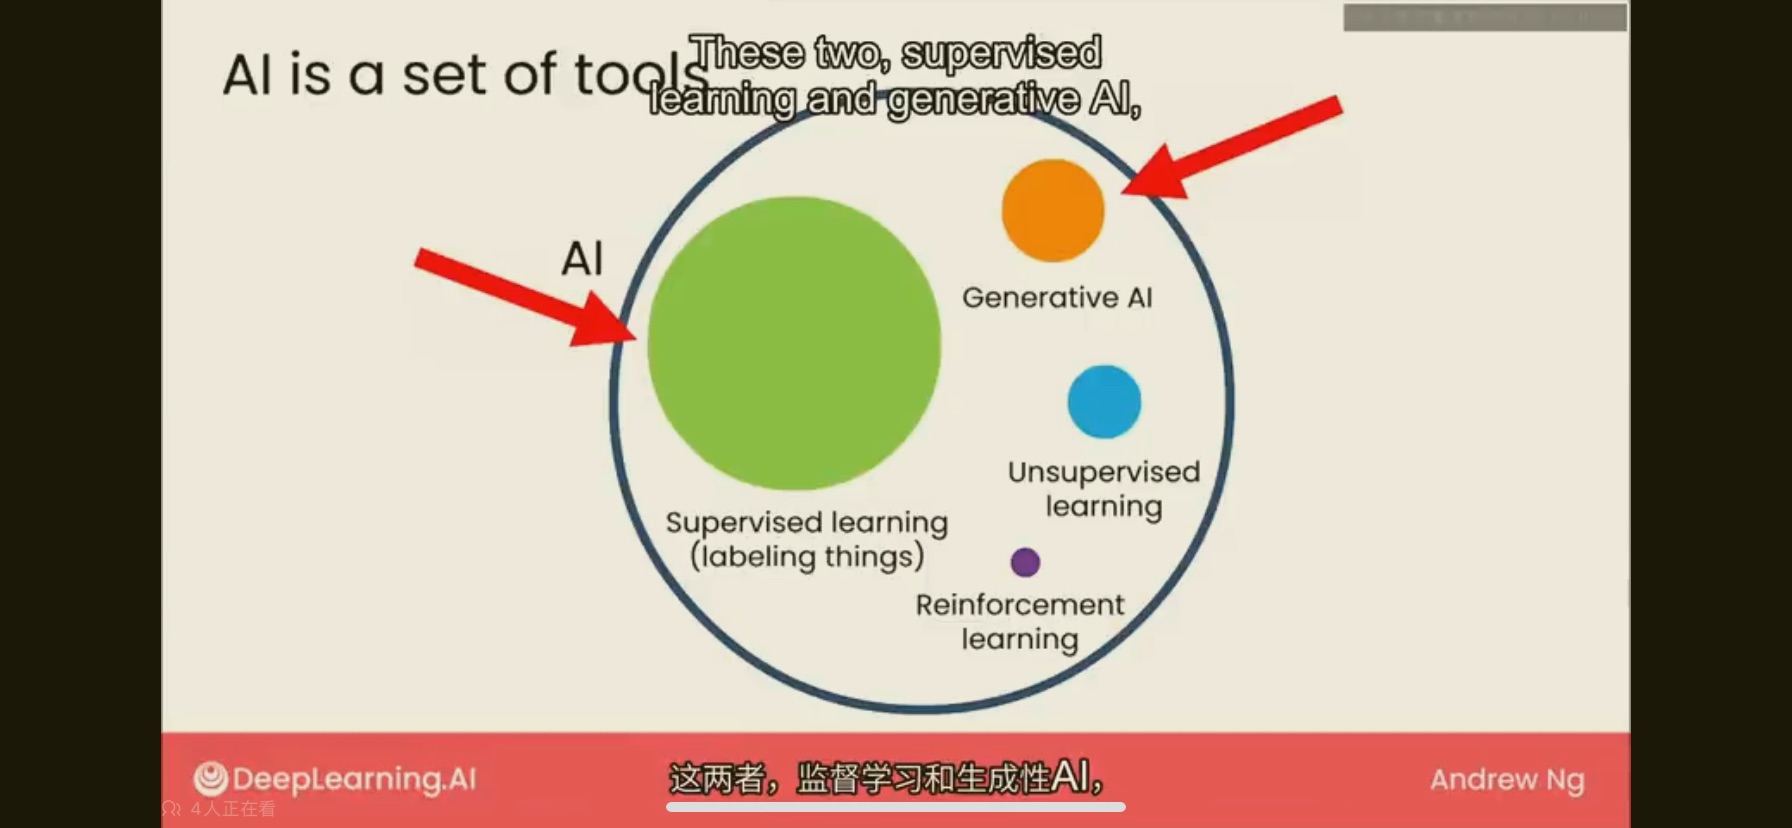 AI is a set of tools
These two, supervised
learning and generative AI,
AI
Generative AI
Unsupervised
learning
Supervised learning
(labeling things)
Reinforcement
learning
DeepLearning.AI
这两者，监督学习和生成性AI，
Andrew Ng
4人正在看